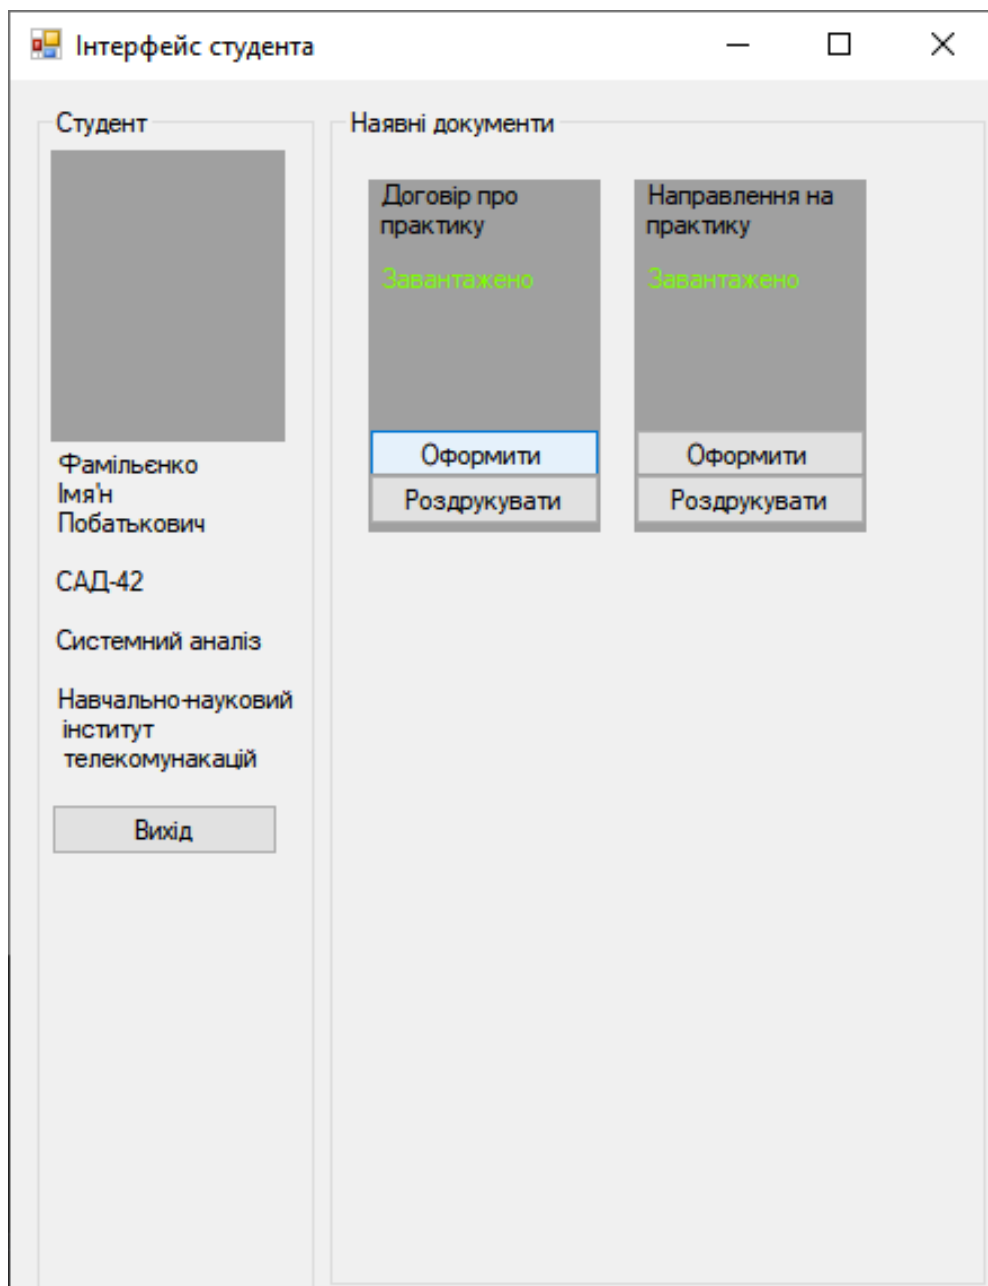 Інтерфейс студента
Студент
Фамільєнко
Імя'н
Побатькович
САД-42
Системний аналіз
Навчально-науковий
інститут
телекомунакацій
Вихід
Наявні документи
Договір про
практику
Завантажено
Оформити
Роздрукувати
Направлення на
практику
Завантажено
Оформити
Роздрукувати